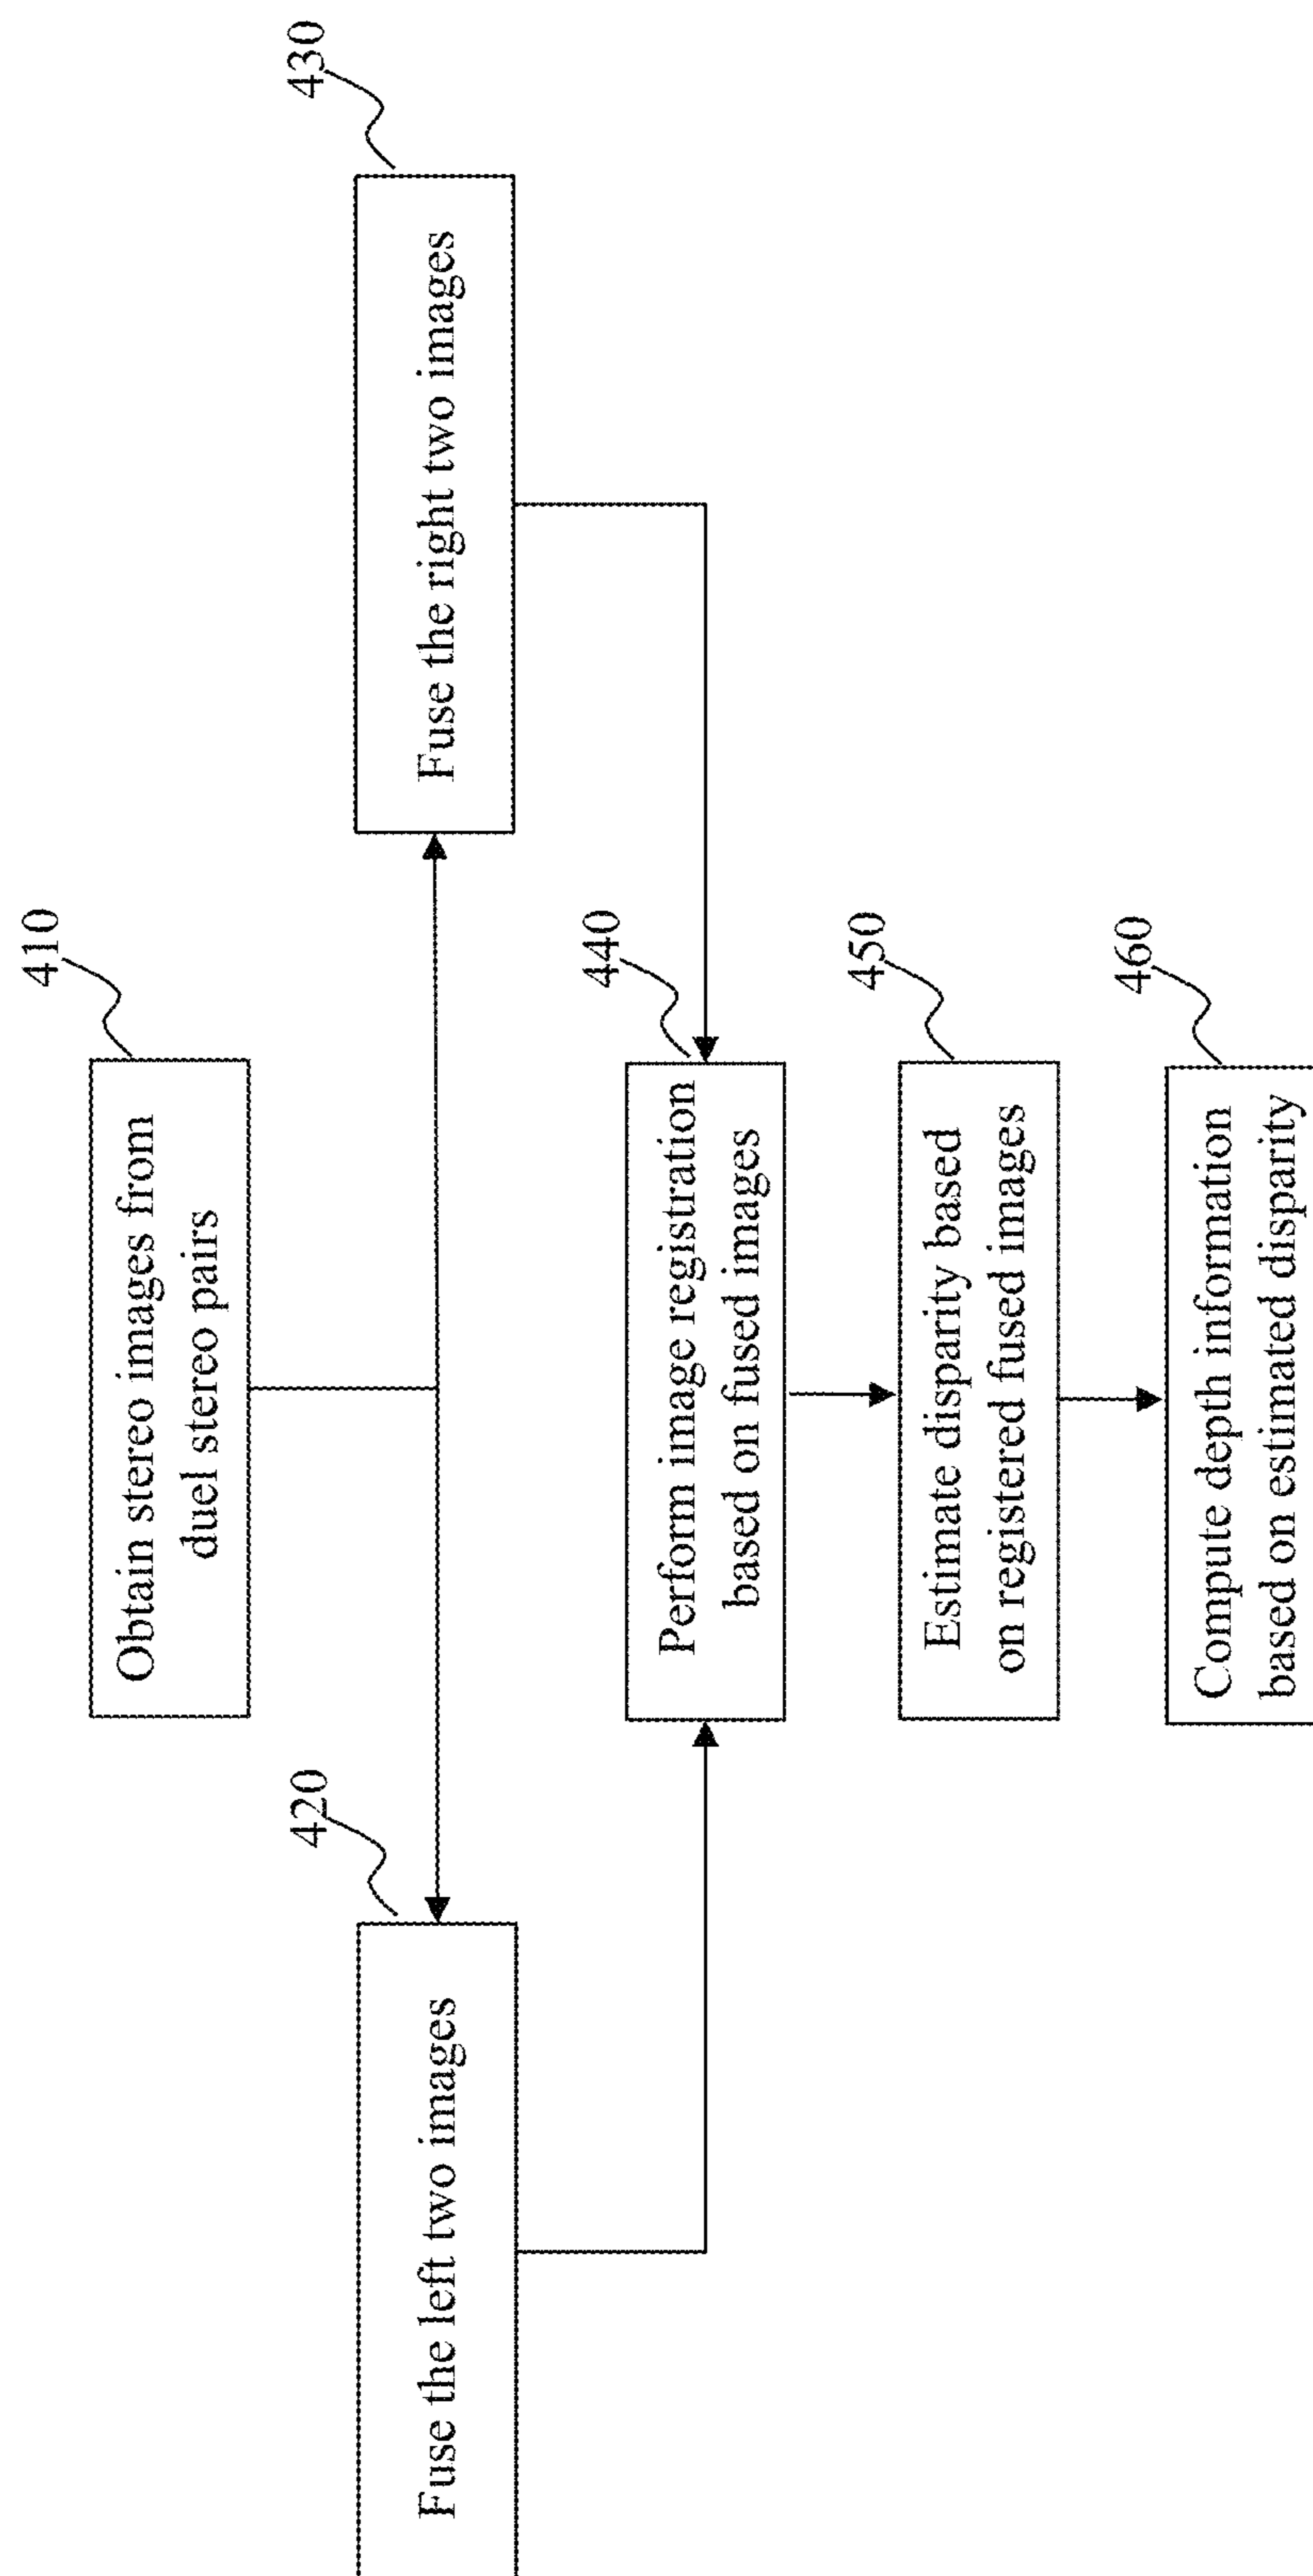 410
Obtain stereo images from
duel stereo pairs
420
430
Fuse the left two images
Fuse the right two images
440
Perform image registration
based on fused images
450
Estimate disparity based
on registered fused images
460
Compute depth information
based on estimated disparity